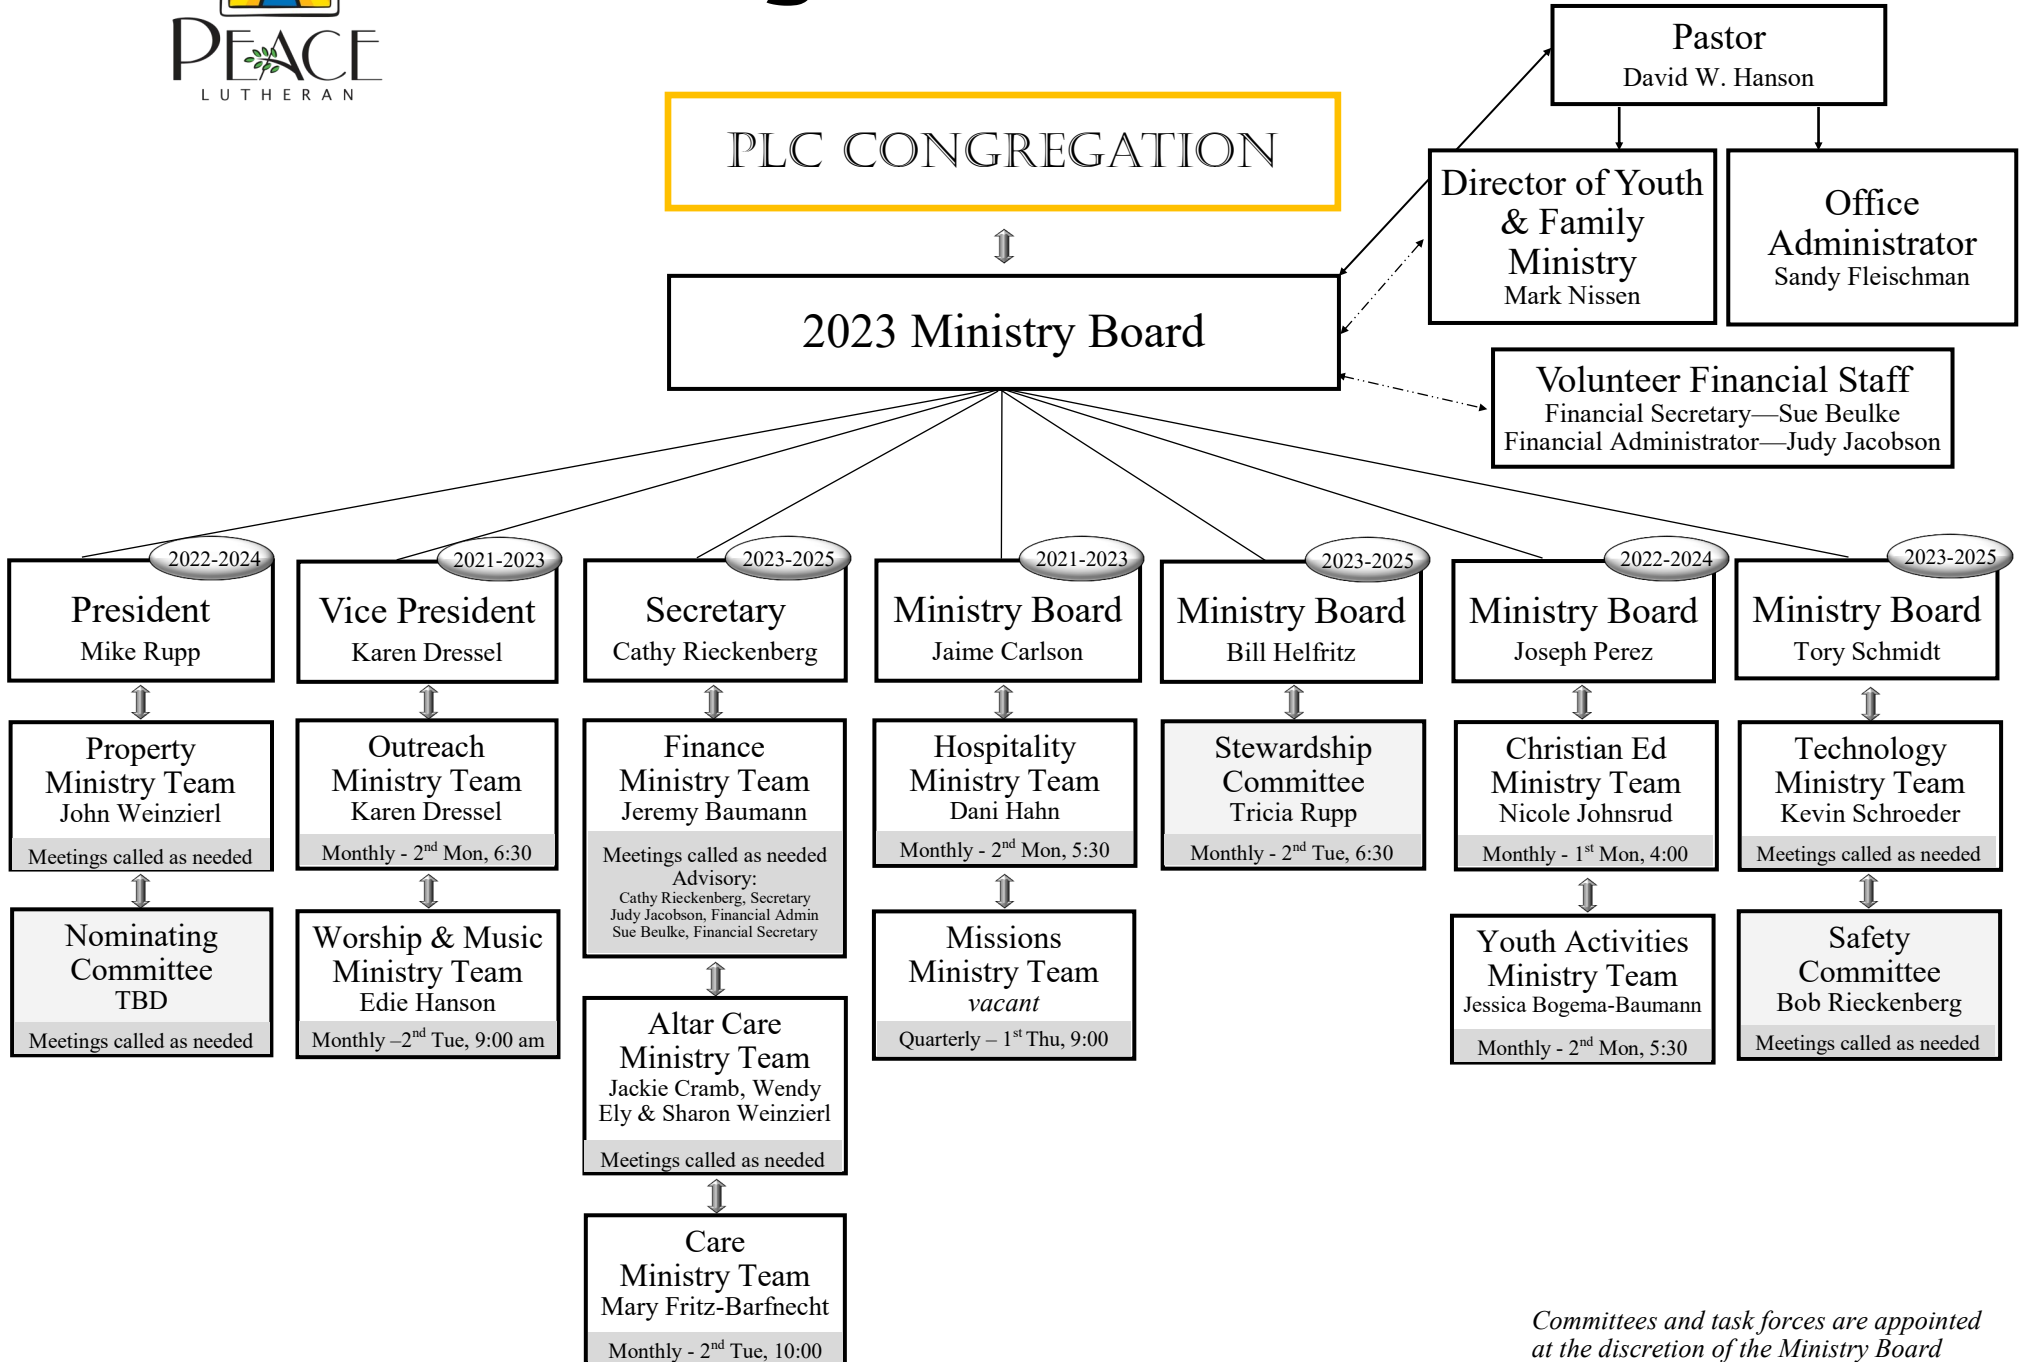 PEACE
LUTHERAN
Pastor
David W. Hanson
PLC CONGREGATION
Director of Youth
& Family
Ministry
Mark Nissen
Office
Administrator
Sandy Fleischman
2023 Ministry Board
Volunteer Financial Staff
Financial Secretary—Sue Beulke
Financial Administrator—Judy Jacobson
2022-2024
President
Mike Rupp
2021-2023
Vice President
Karen Dressel
2023-2025
Secretary
Cathy Rieckenberg
2021-2023
Ministry Board
Jaime Carlson
2023-2025
Ministry Board
Bill Helfritz
2022-2024
Ministry Board
Joseph Perez
2023-2025
Ministry Board
Tory Schmidt
Property
Ministry Team
John Weinzierl
Meetings called as needed
Outreach
Ministry Team
Karen Dressel
Monthly - 2nd Mon, 6:30
Finance
Ministry Team
Jeremy Baumann
Meetings called as needed
Advisory:
Cathy Rieckenberg, Secretary
Judy Jacobson, Financial Admin
Sue Beulke, Financial Secretary
Hospitality
Ministry Team
Dani Hahn
Monthly - 2nd Mon, 5:30
Stewardship
Committee
Tricia Rupp
Monthly - 2nd Tue, 6:30
Christian Ed
Ministry Team
Nicole Johnsrud
Monthly - 1st Mon, 4:00
Technology
Ministry Team
Kevin Schroeder
Meetings called as needed
Nominating
Committee
TBD
Meetings called as needed
Worship & Music
Ministry Team
Edie Hanson
Monthly –2nd Tue, 9:00 am
Altar Care
Ministry Team
Jackie Cramb, Wendy
Ely & Sharon Weinzierl
Meetings called as needed
Missions
Ministry Team
vacant
Quarterly – 1st Thu, 9:00
Youth Activities
Ministry Team
Jessica Bogema-Baumann
Monthly - 2nd Mon, 5:30
Safety
Committee
Bob Rieckenberg
Meetings called as needed
Care
Ministry Team
Mary Fritz-Barfnecht
Monthly - 2nd Tue, 10:00
Committees and task forces are appointed
at the discretion of the Ministry Board